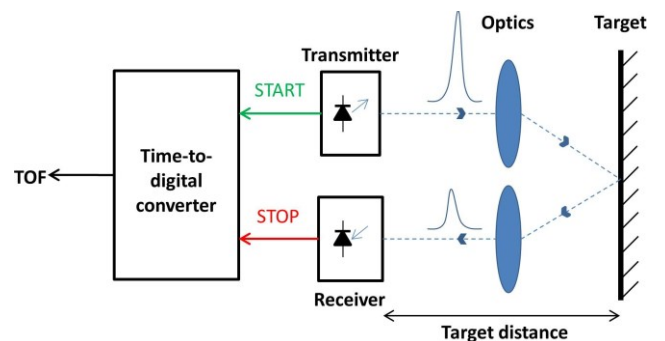 Optics
Target
Transmitter
START
Time-to-
digital
converter
TOF
STOP
Receiver
Target distance